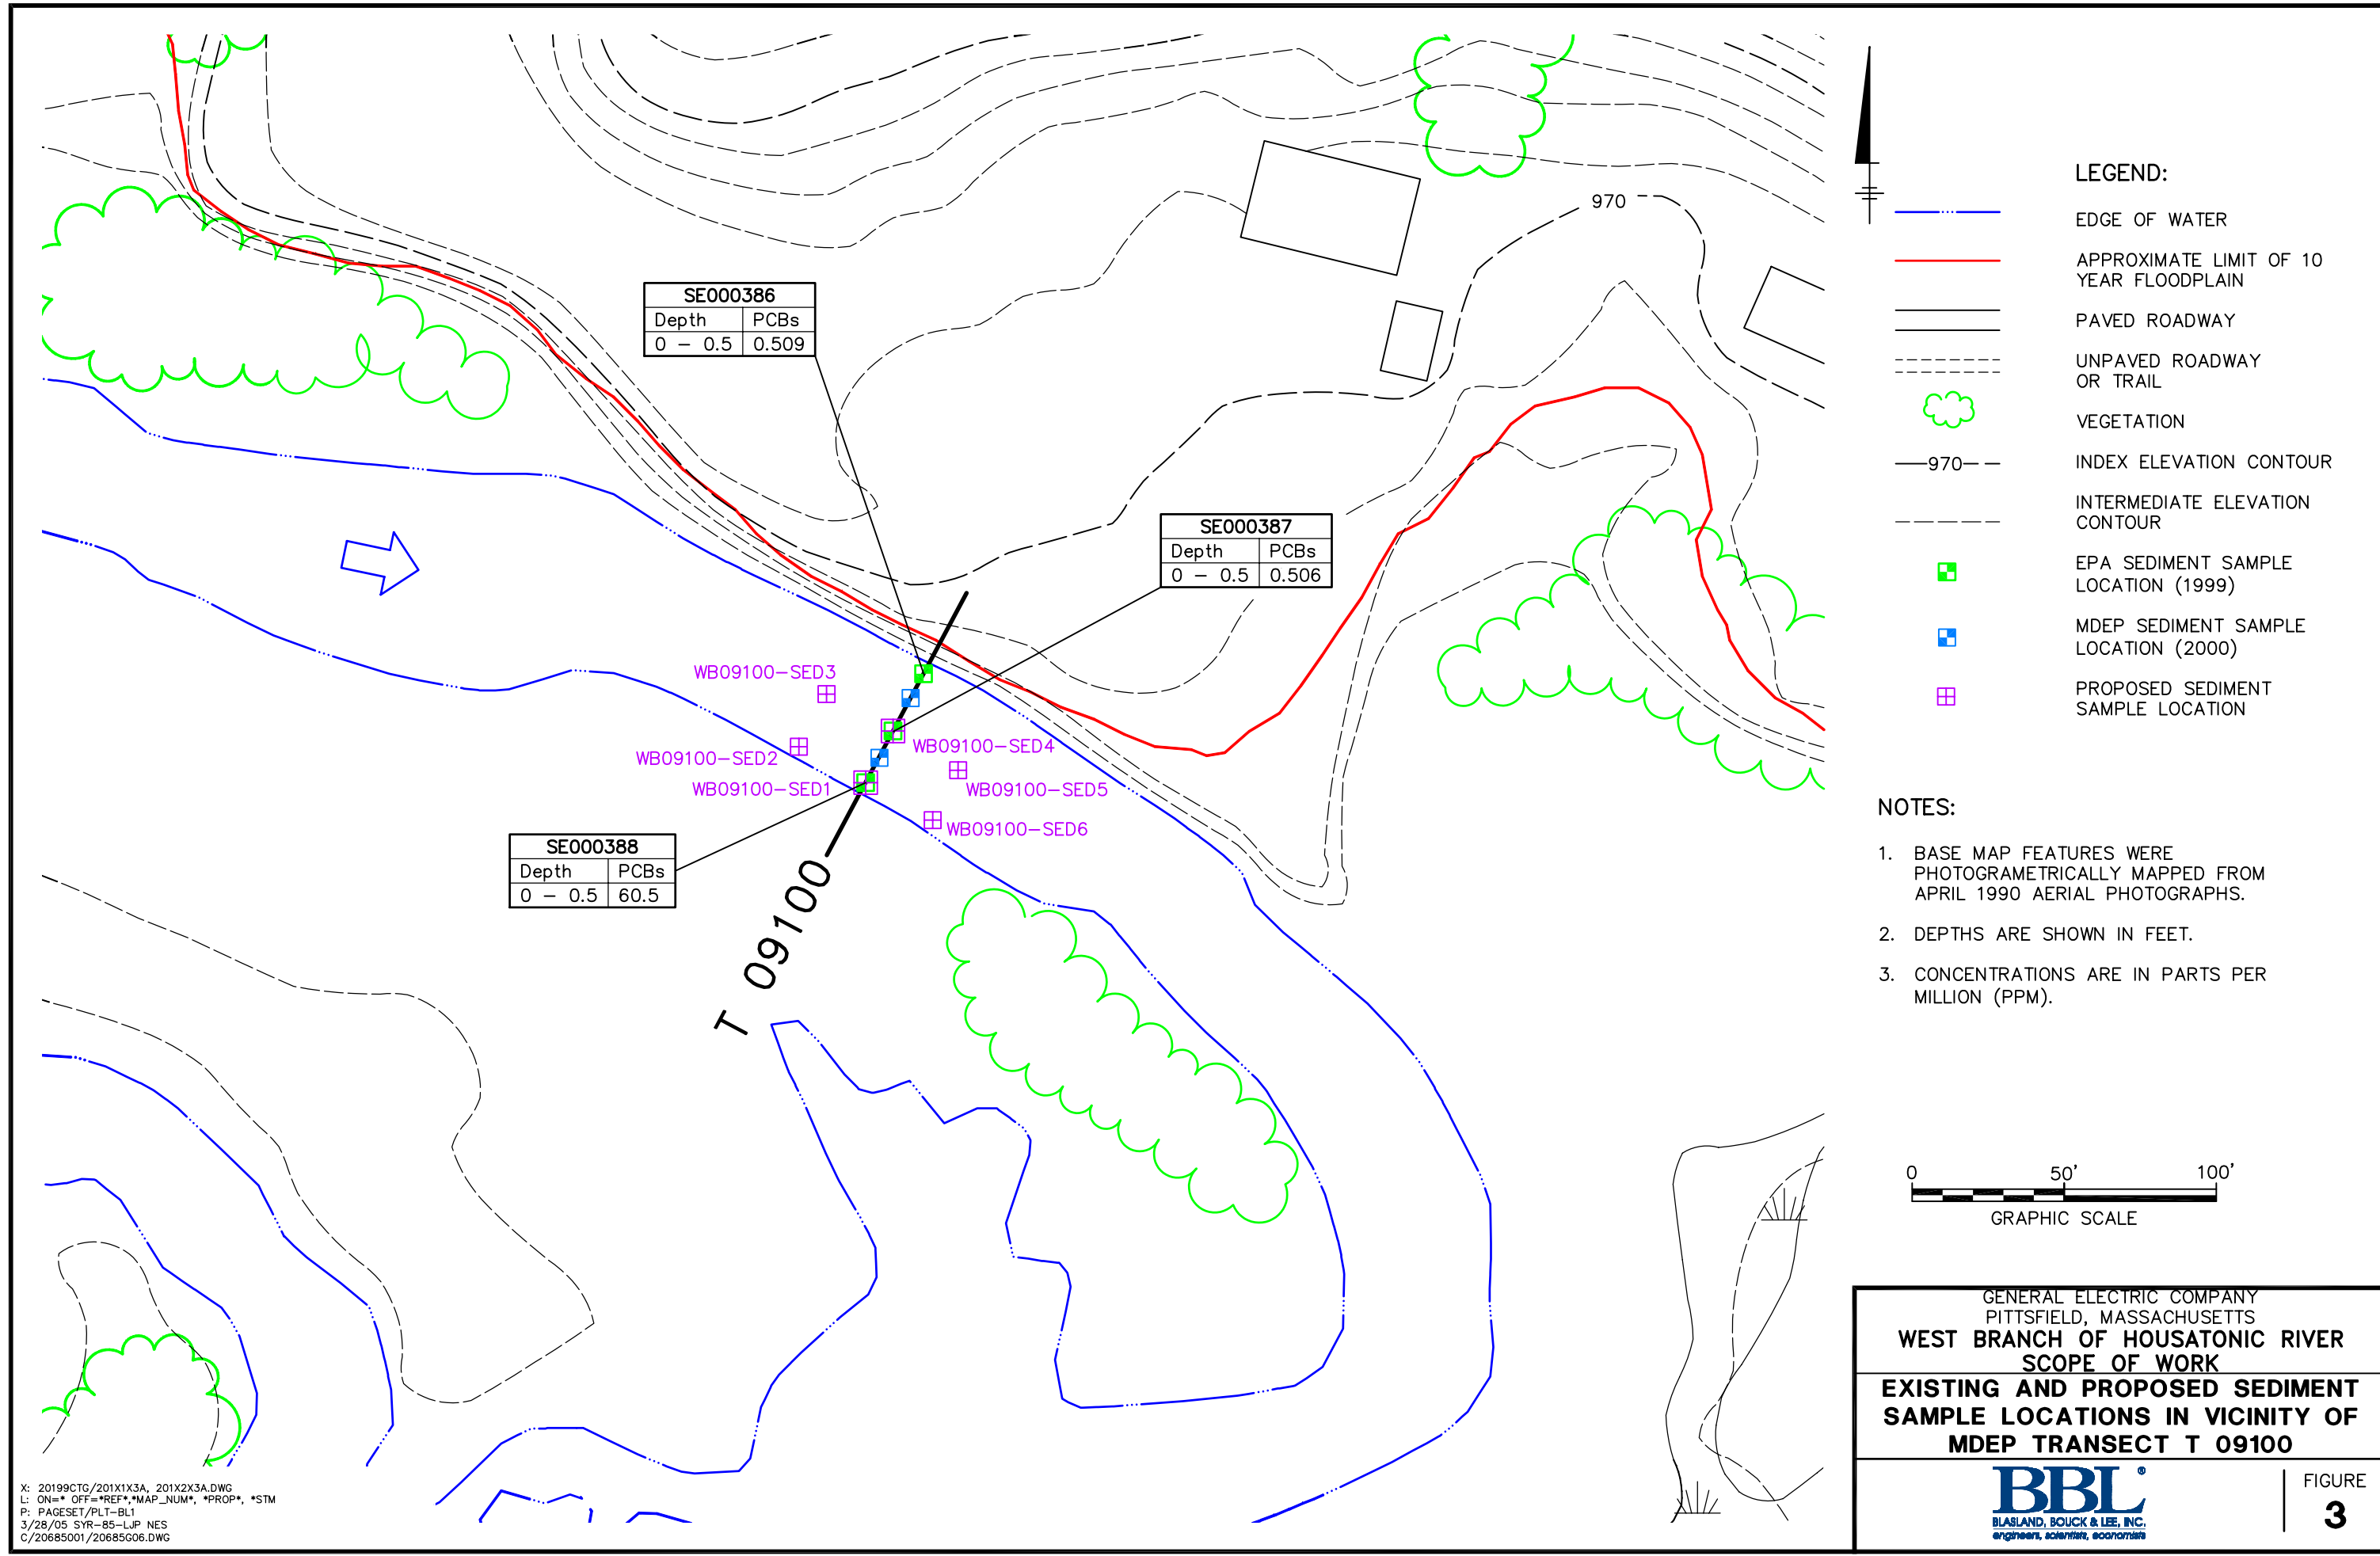 970
SE000386
Depth PCBs
0 – 0.5 0.509
SE000387
Depth PCBs
0 – 0.5 0.506
WB09100-SED3
WB09100-SED4
WB09100-SED2
WB09100-SED1
WB09100-SED5
WB09100-SED6
SE000388
Depth PCBs
0 – 0.5 60.5
T 09100
LEGEND:
EDGE OF WATER
APPROXIMATE LIMIT OF 10
YEAR FLOODPLAIN
PAVED ROADWAY
UNPAVED ROADWAY
OR TRAIL
VEGETATION
970 INDEX ELEVATION CONTOUR
INTERMEDIATE ELEVATION
CONTOUR
EPA SEDIMENT SAMPLE
LOCATION (1999)
MDEP SEDIMENT SAMPLE
LOCATION (2000)
PROPOSED SEDIMENT
SAMPLE LOCATION
NOTES:
1. BASE MAP FEATURES WERE
PHOTOGRAMETRICALLY MAPPED FROM
APRIL 1990 AERIAL PHOTOGRAPHS.
2. DEPTHS ARE SHOWN IN FEET.
3. CONCENTRATIONS ARE IN PARTS PER
MILLION (PPM).
0 50' 100'
GRAPHIC SCALE
GENERAL ELECTRIC COMPANY
PITTSFIELD, MASSACHUSETTS
WEST BRANCH OF HOUSATONIC RIVER
SCOPE OF WORK
EXISTING AND PROPOSED SEDIMENT
SAMPLE LOCATIONS IN VICINITY OF
MDEP TRANSECT T 09100
BBL®
BLASLAND, BOUCK & LEE, INC.
engineers, scientists, economists
FIGURE
3
X: 20199CTG/201X1X3A, 201X2X3A.DWG
L: ON=* OFF=*REF*,*MAP_NUM*, *PROP*, *STM
P: PAGESET/PLT-BL1
3/28/05 SYR-85-LJP NES
C/20685001/20685G06.DWG